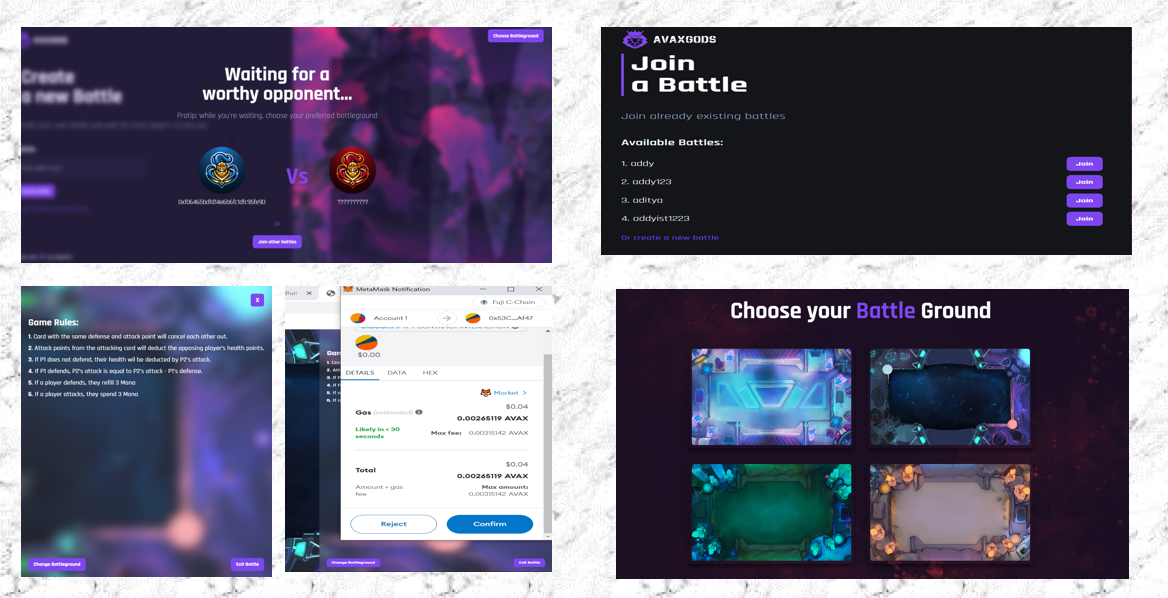 AVAXGODS
Choose Battleground
Create
a new Battle
Waiting for a
worthy opponent...
Protip: while you're waiting, choose your preferred battleground
Vs
??????????
OR
Join other battles
AVAXGODS
Join
a Battle
Join already existing battles
Available Battles:
1. addy
Join
2. addy123
Join
3. aditya
Join
4. addyist1223
Join
Or create a new battle
X
Game Rules:
1. Card with the same defense and attack point will cancel each other out.
2. Attack points from the attacking card will deduct the opposing player's health points.
3. If P1 does not defend, their health wil be deducted by P2's attack.
4. If P1 defends, P2's attack is equal to P2's attack - P1's defense.
5. If a player defends, they refill 3 Mana
6. If a player attacks, they spend 3 Mana
Change Battleground
Exit Battle
MetaMask Notification
Fuji C-Chain
Account 1
0x53C...Af47
$0.00
DETAILS
DATA
HEX
Market >
$0.04
Gas (estimated)
0.00265119 AVAX
Likely in < 30
seconds
Max fee: 0.00315142 AVAX
$0.04
Total
0.00265119 AVAX
Amount + gas
fee
Max amount:
0.00315142 AVAX
Reject
Confirm
Change Battleground
Exit Battle
Choose your Battle Ground